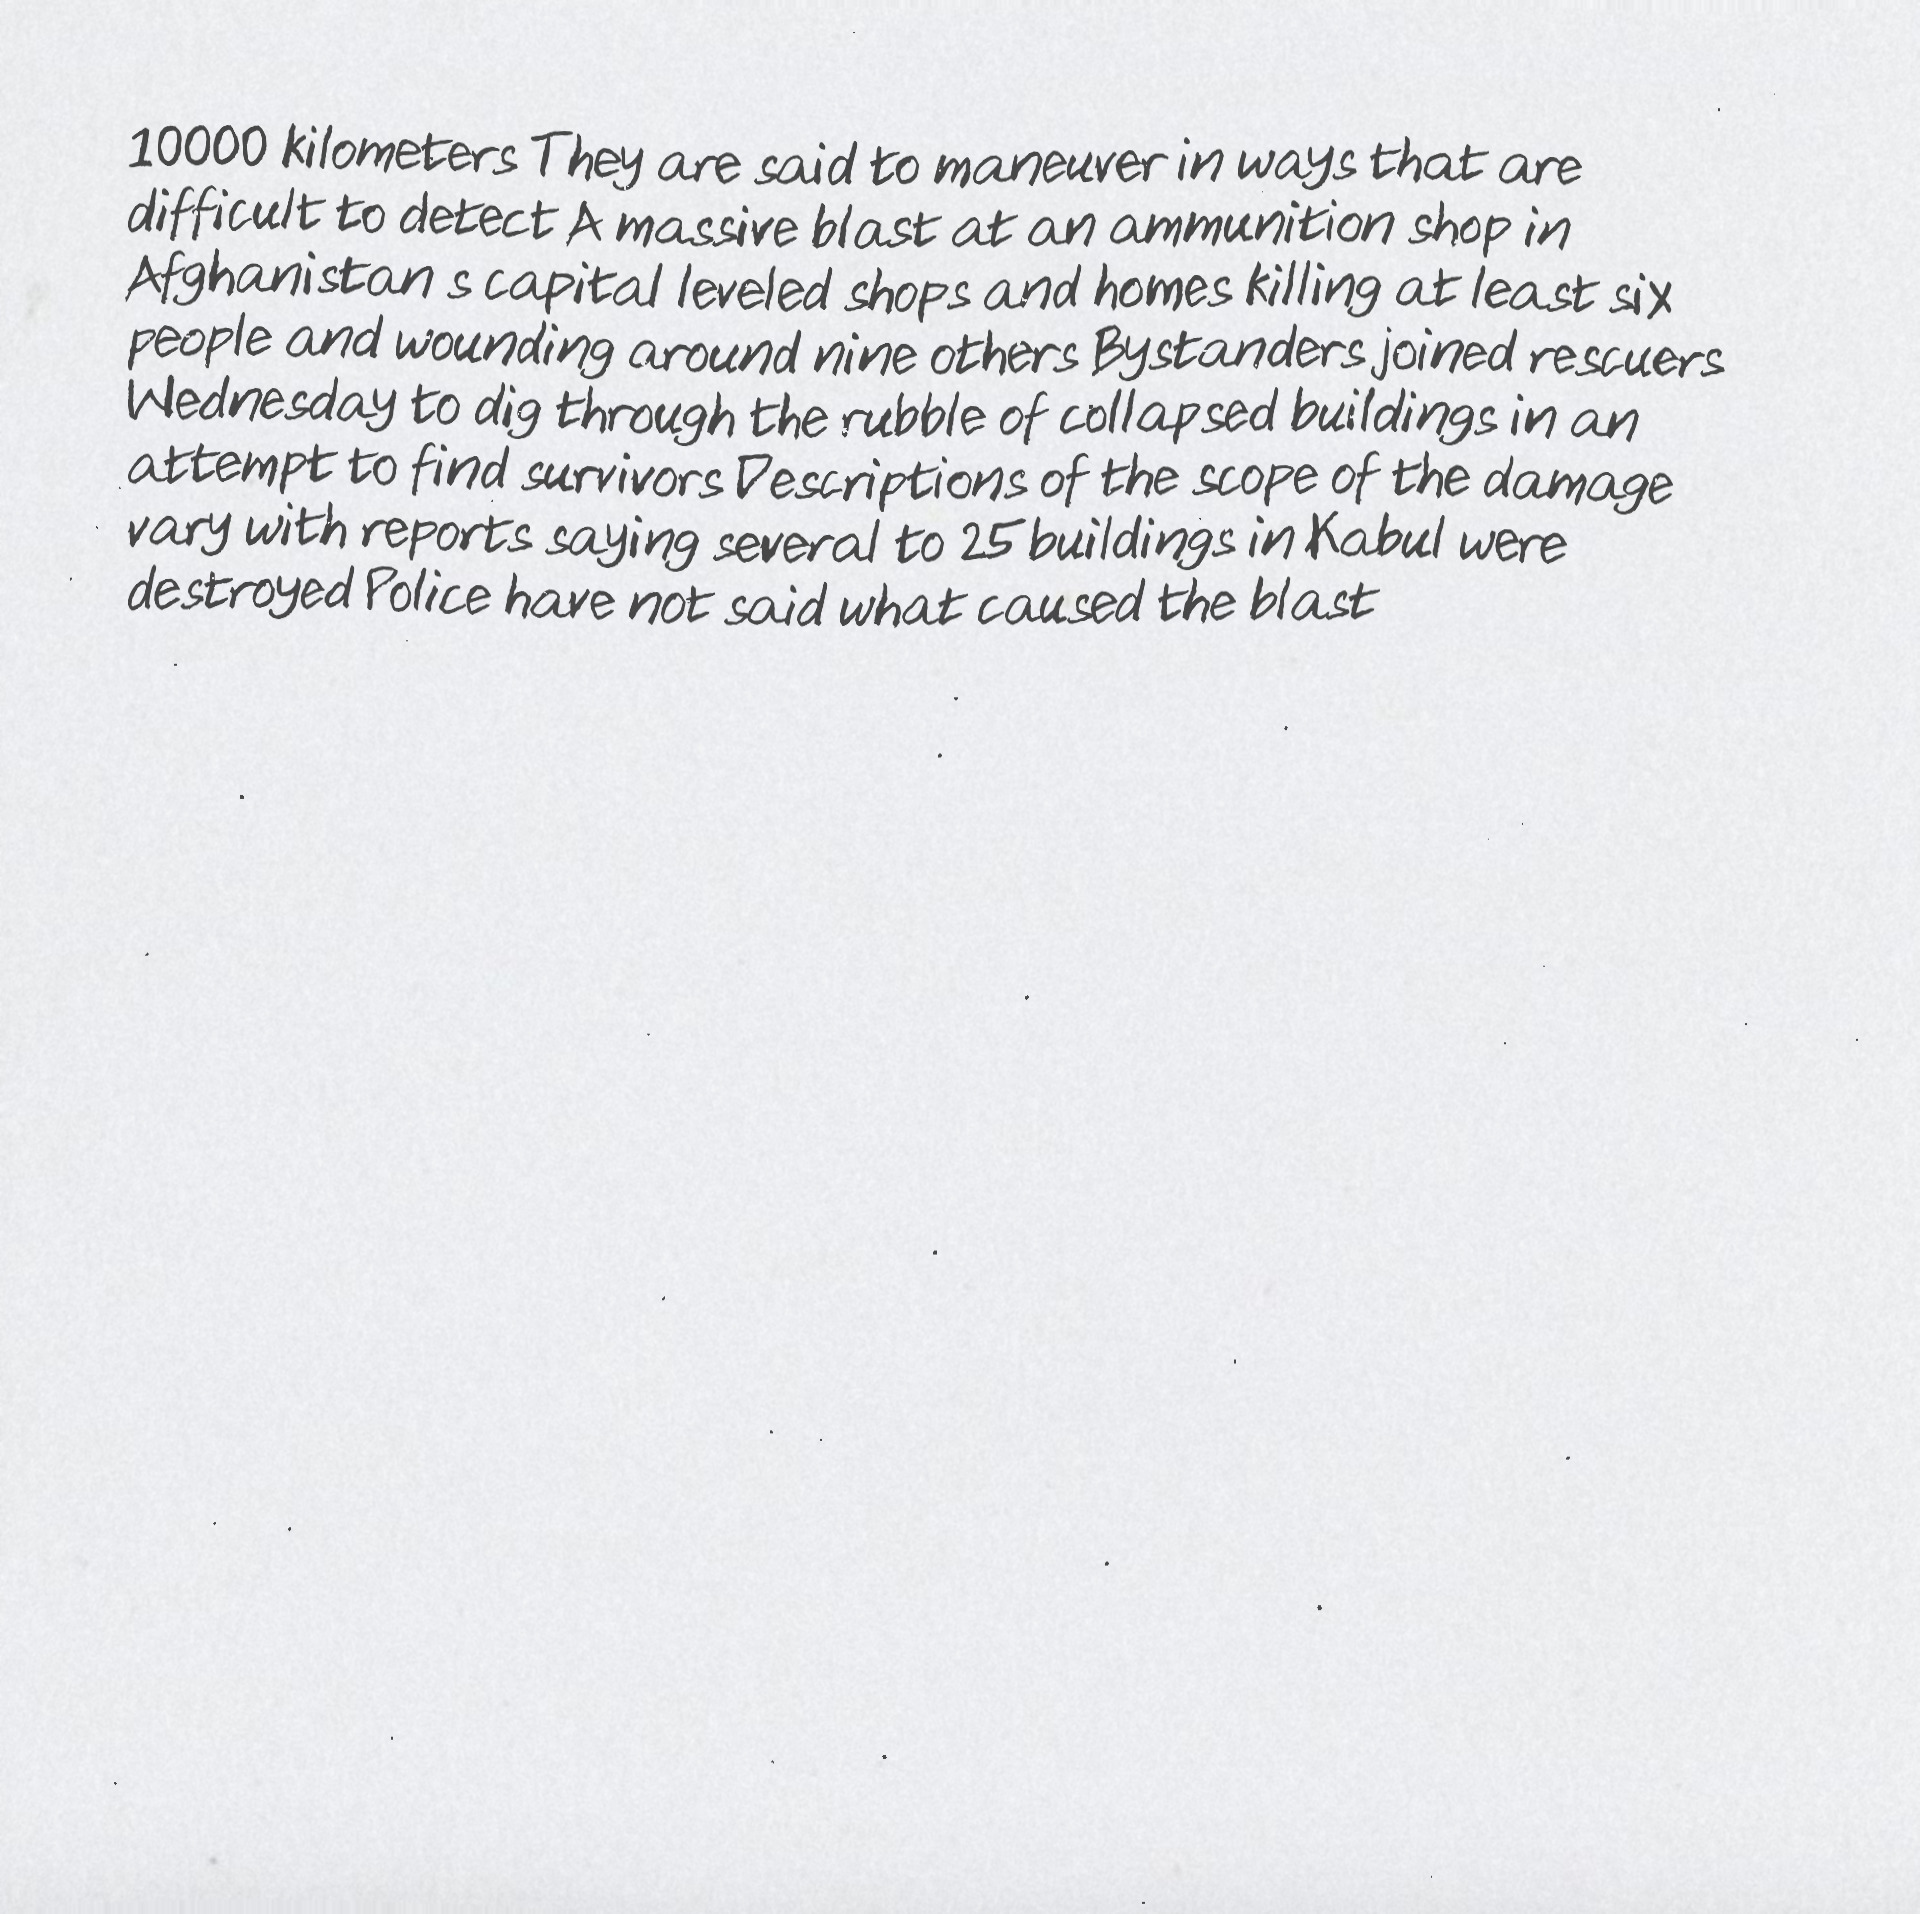 10000 kilometers They are said to maneuver in ways that are
difficult to detect A massive blast at an ammunition shop in
Afghanistan s capital leveled shops and homes killing at least six
people and wounding around nine others Bystanders joined rescuers
Wednesday to dig through the rubble of collapsed buildings in an
attempt to find survivors Descriptions of the scope of the damage
vary with reports saying several to 25 buildings in Kabul were
destroyed Police have not said what caused the blast